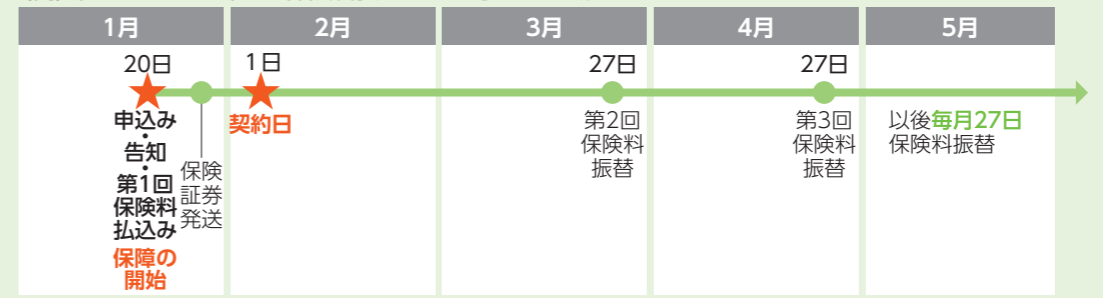 1月
2月
3月
4月
5月
20日
1日
27日
27日
申込み
・
告知
・
第1回
保険料
払込み
保障の
開始
保険
証券
発送
契約日
第2回
保険料
振替
第3回
保険料
振替
以後毎月27日
保険料振替